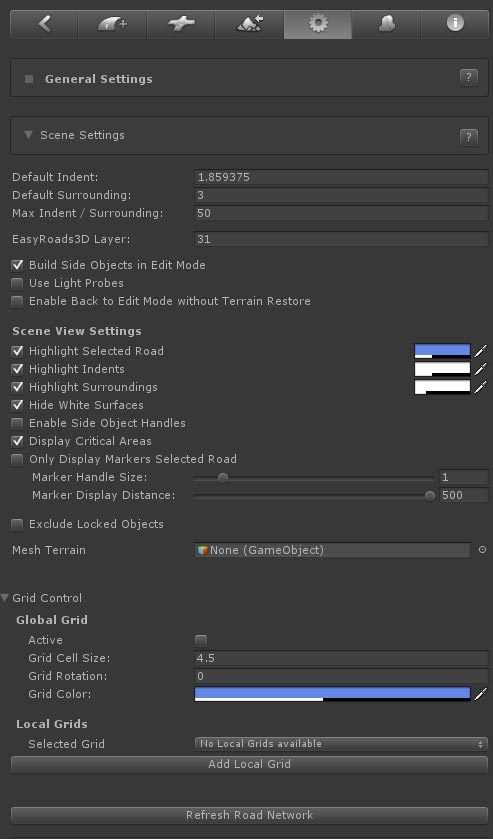 General Settings
?
Scene Settings
?
Default Indent: 1.859375
Default Surrounding: 3
Max Indent / Surrounding: 50
EasyRoads3D Layer: 31
Build Side Objects in Edit Mode
Use Light Probes
Enable Back to Edit Mode without Terrain Restore
Scene View Settings
Highlight Selected Road
Highlight Indents
Highlight Surroundings
Hide White Surfaces
Enable Side Object Handles
Display Critical Areas
Only Display Markers Selected Road
Marker Handle Size: 1
Marker Display Distance: 500
Exclude Locked Objects
Mesh Terrain None (GameObject)
Grid Control
Global Grid
Active
Grid Cell Size: 4.5
Grid Rotation: 0
Grid Color:
Local Grids
Selected Grid No Local Grids available
Add Local Grid
Refresh Road Network